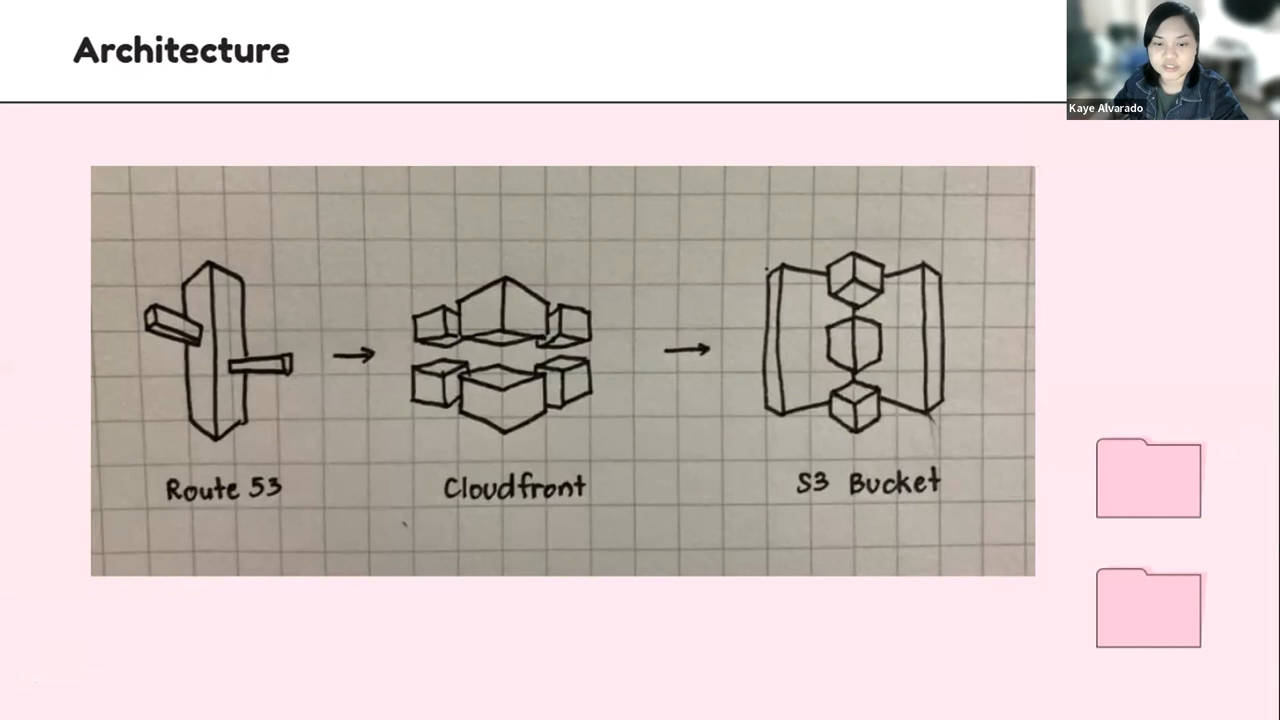 Architecture
Kaye Alvarado
Route 53
Cloudfront
S3 Bucket